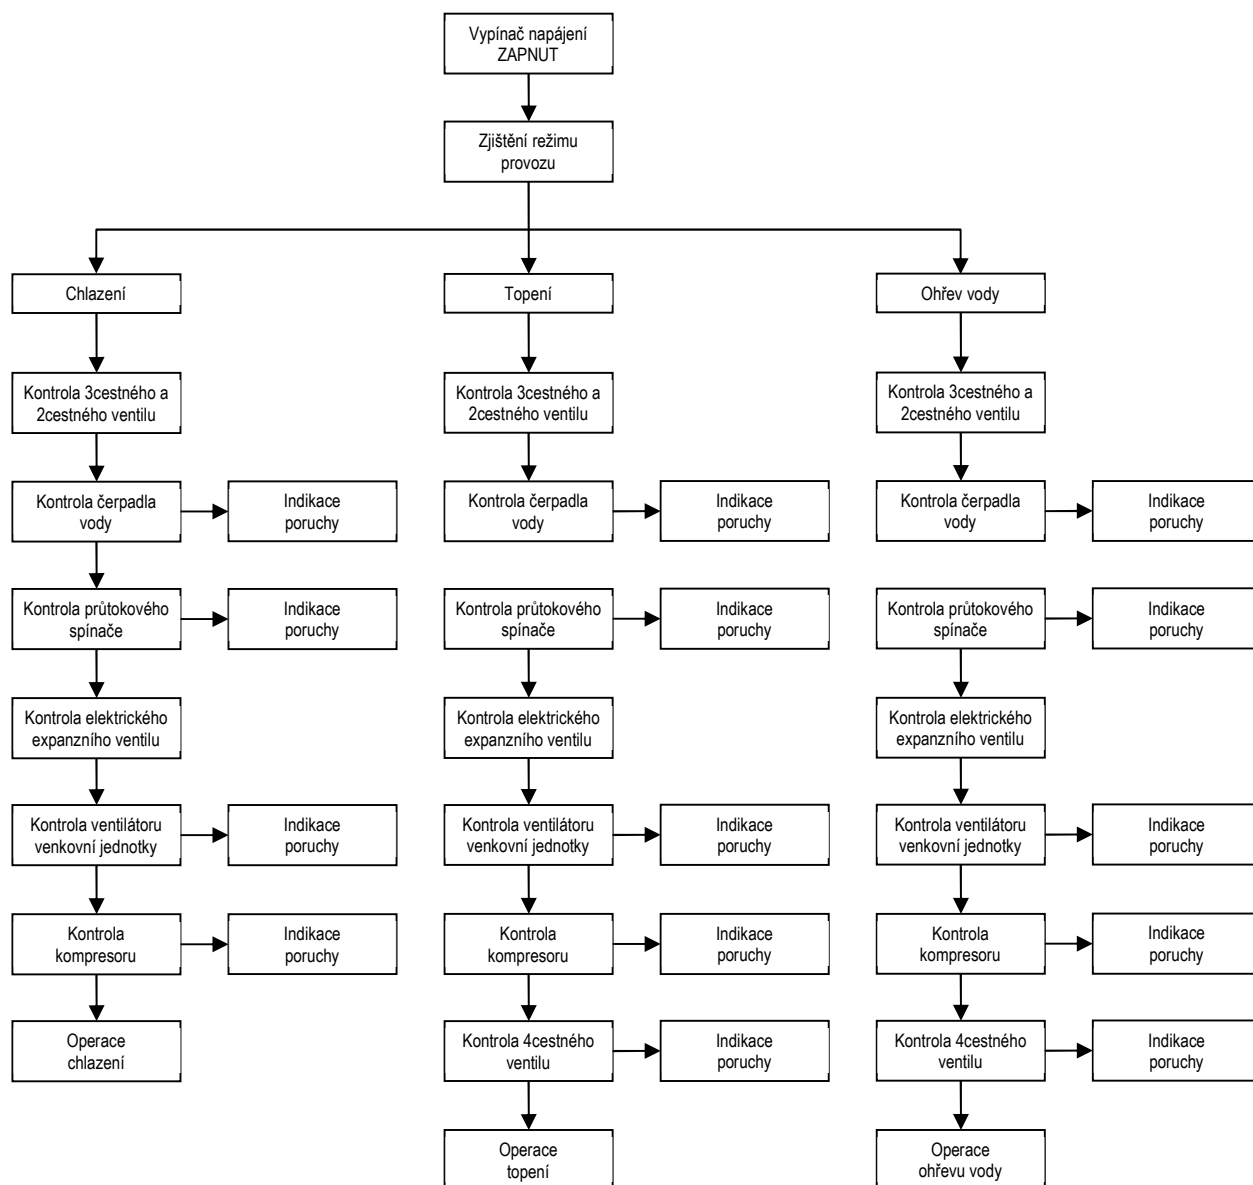 Vypínač napájení
ZAPNUT
Zjištění režimu
provozu
Chlazení
Topení
Ohřev vody
Kontrola 3cestného a
2cestného ventilu
Kontrola 3cestného a
2cestného ventilu
Kontrola 3cestného a
2cestného ventilu
Kontrola čerpadla
vody
Indikace
poruchy
Kontrola čerpadla
vody
Indikace
poruchy
Kontrola čerpadla
vody
Indikace
poruchy
Kontrola průtokového
spínače
Indikace
poruchy
Kontrola průtokového
spínače
Indikace
poruchy
Kontrola průtokového
spínače
Indikace
poruchy
Kontrola elektrického
expanzního ventilu
Kontrola elektrického
expanzního ventilu
Kontrola elektrického
expanzního ventilu
Kontrola ventilátoru
venkovní jednotky
Indikace
poruchy
Kontrola ventilátoru
venkovní jednotky
Indikace
poruchy
Kontrola ventilátoru
venkovní jednotky
Indikace
poruchy
Kontrola
kompresoru
Indikace
poruchy
Kontrola
kompresoru
Indikace
poruchy
Kontrola
kompresoru
Indikace
poruchy
Operace
chlazení
Kontrola 4cestného
ventilu
Indikace
poruchy
Kontrola 4cestného
ventilu
Indikace
poruchy
Operace
topení
Operace
ohřevu vody